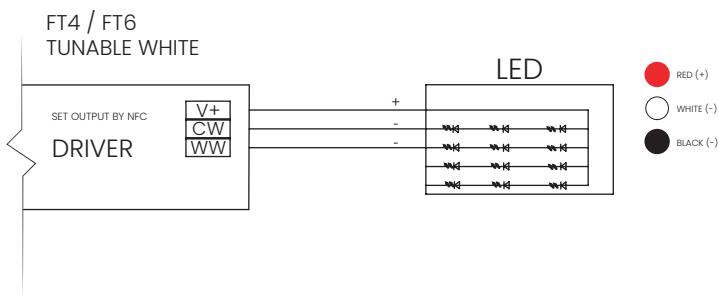 FT4 / FT6
TUNABLE WHITE
LED
SET OUTPUT BY NFC
DRIVER
V+
CW
WW
+
-
-
RED (+)
WHITE (-)
BLACK (-)